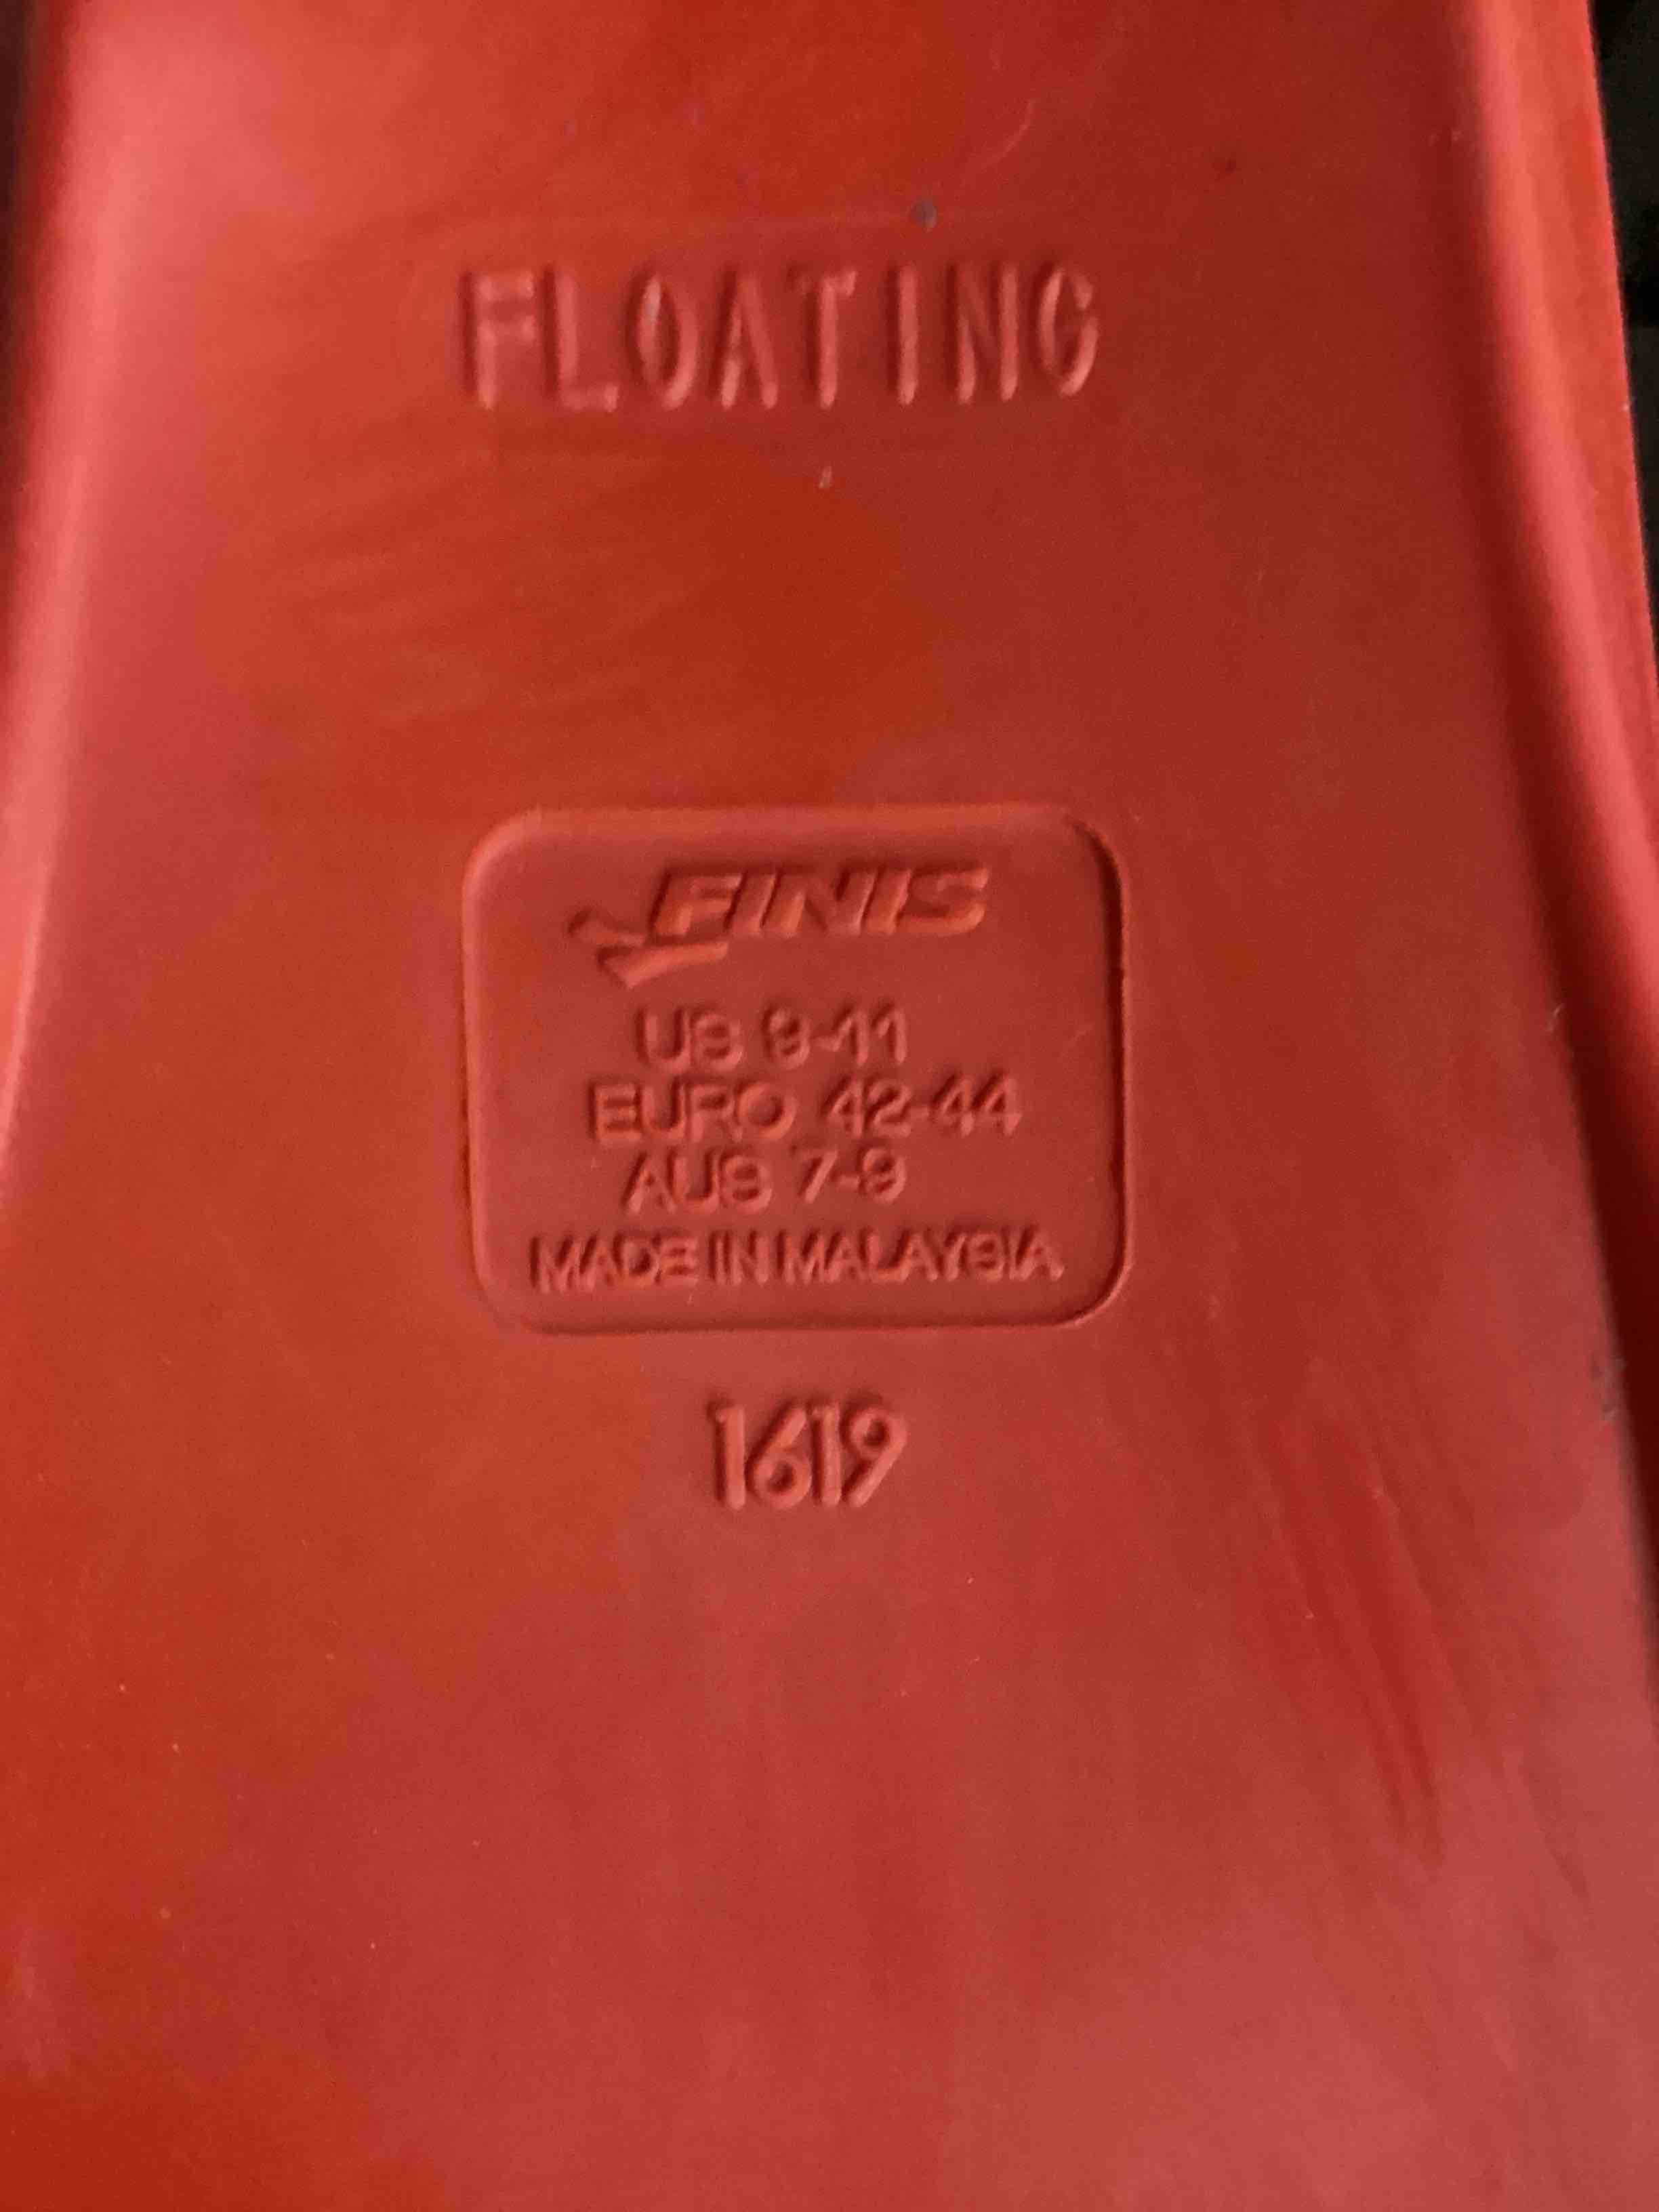 FLOATING
FINIS
US 9-11
EURO 42-44
AUS 7-9
MADE IN MALAYSIA
1619